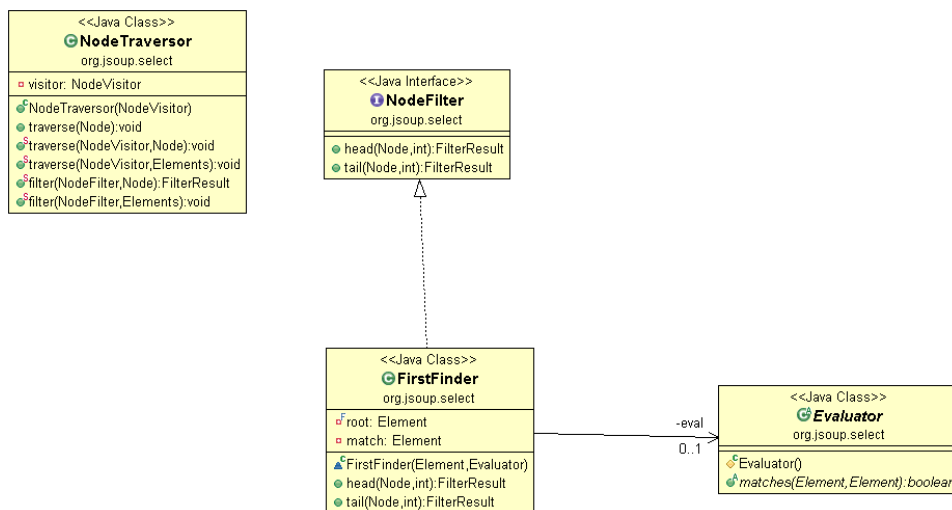 <<Java Class>>
NodeTraversor
org.jsoup.select
visitor: NodeVisitor
NodeTraversor(NodeVisitor)
traverse(Node):void
traverse(NodeVisitor,Node):void
traverse(NodeVisitor,Elements):void
filter(NodeFilter,Node):FilterResult
filter(NodeFilter,Elements):void
<<Java Interface>>
NodeFilter
org.jsoup.select
head(Node,int):FilterResult
tail(Node,int):FilterResult
<<Java Class>>
FirstFinder
org.jsoup.select
root: Element
match: Element
FirstFinder(Element,Evaluator)
head(Node,int):FilterResult
tail(Node,int):FilterResult
-eval
0..1
<<Java Class>>
Evaluator
org.jsoup.select
Evaluator()
matches(Element,Element):boolean